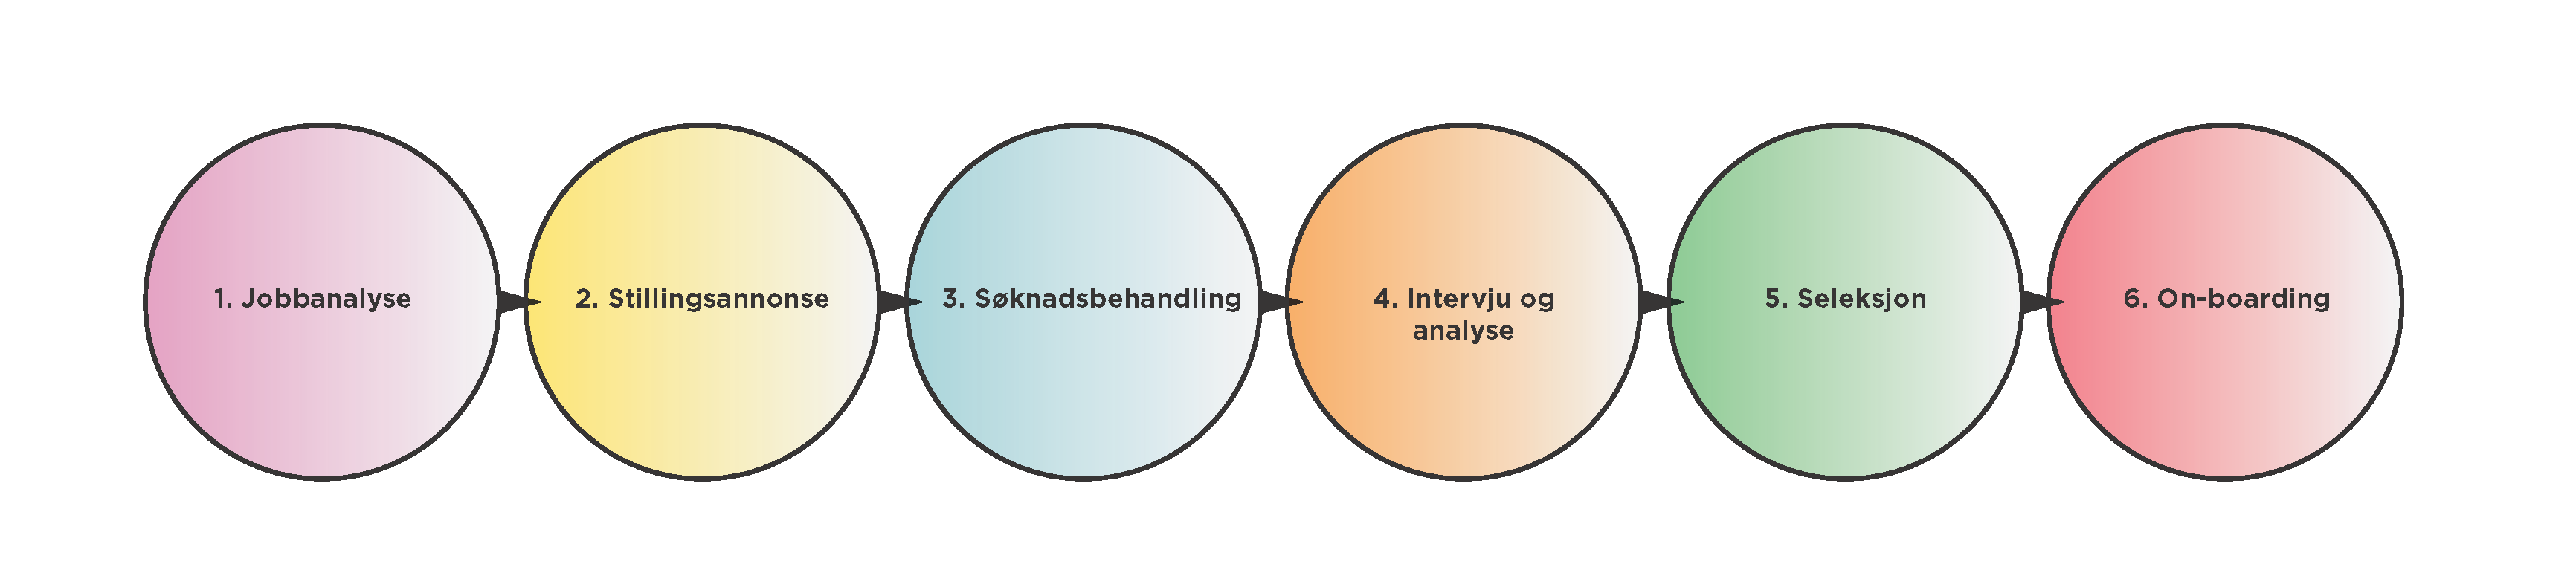 1. Jobbanalyse
2. Stillingsannonse
3. Søknadsbehandling
4. Intervju og
analyse
5. Seleksjon
6. On-boarding